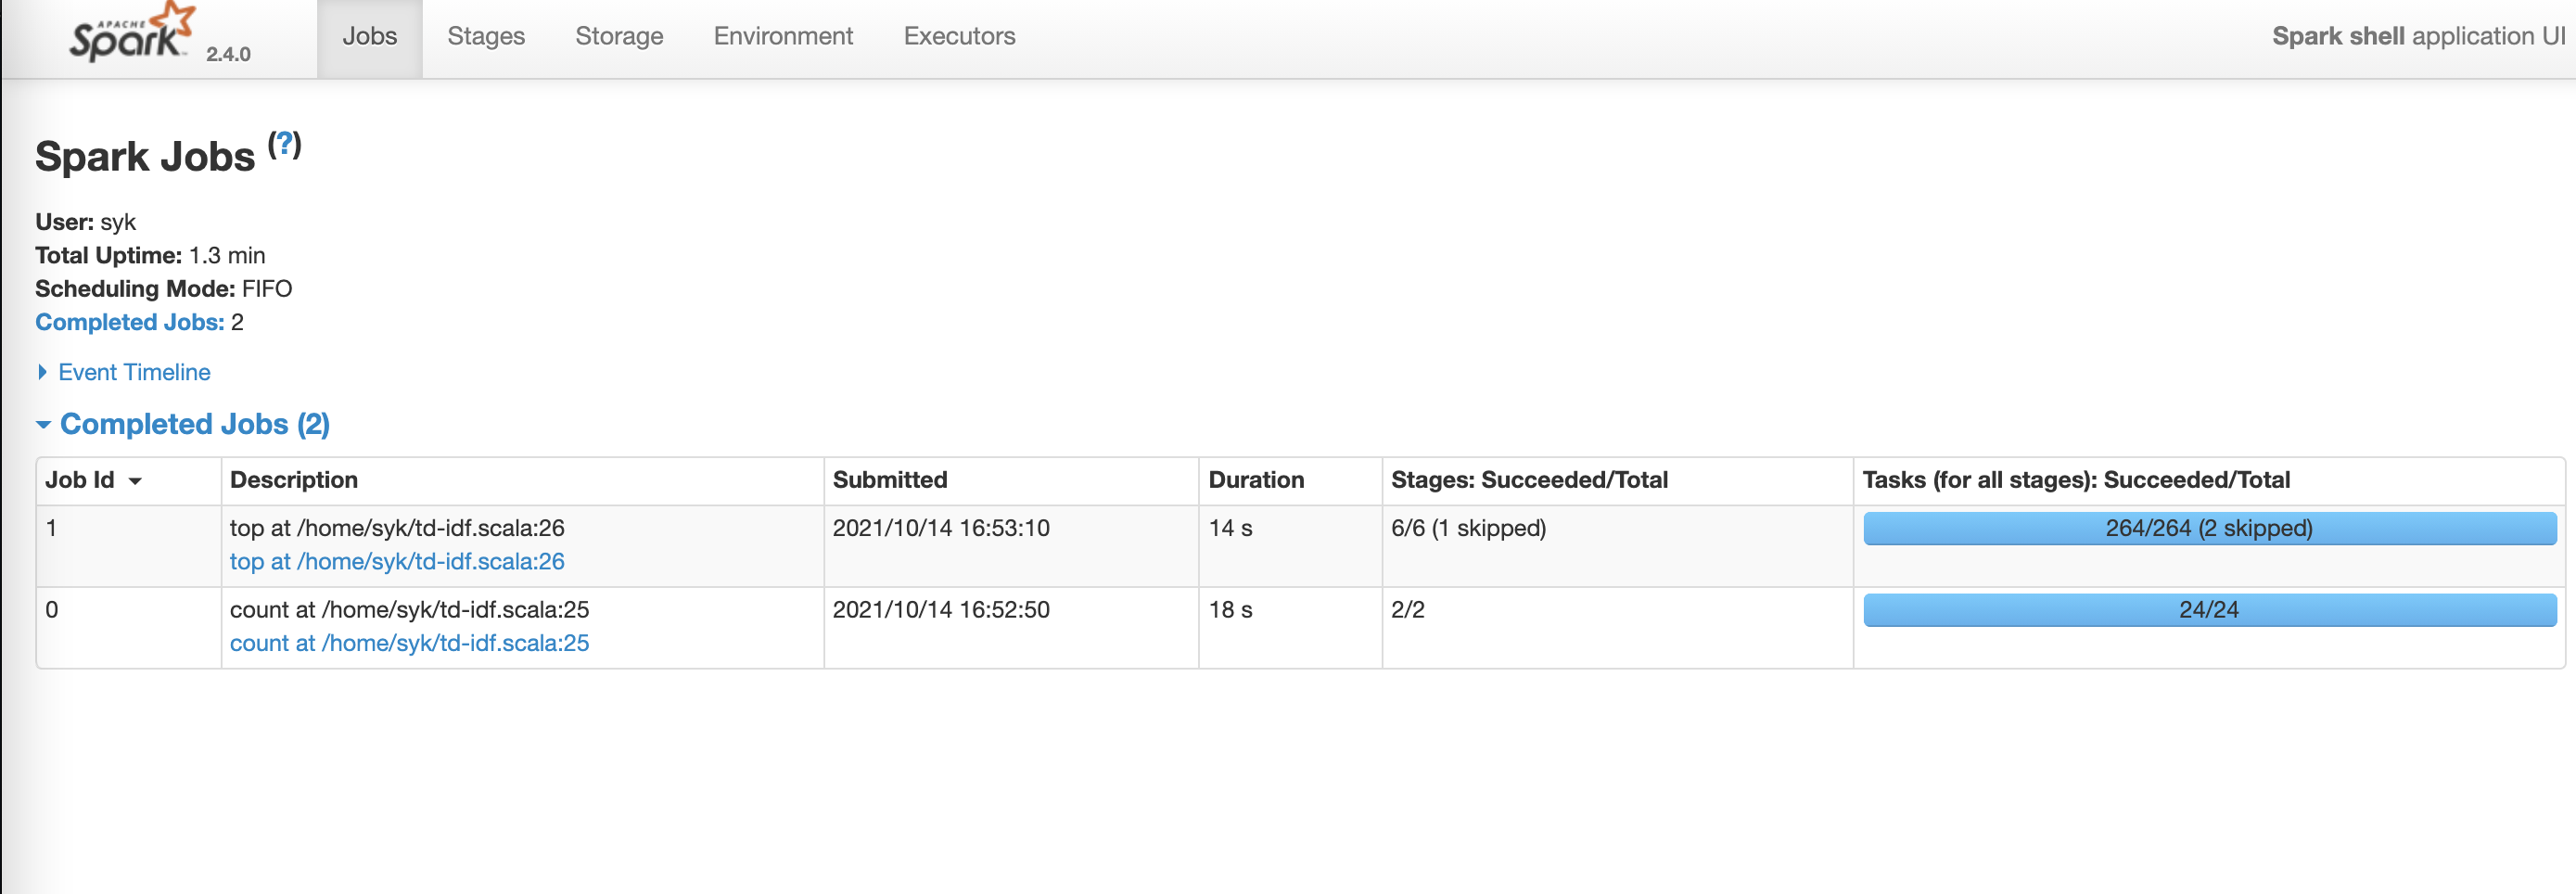 APACHE
Spark 2.4.0 Jobs Stages Storage Environment Executors Spark shell application UI
Spark Jobs (?)
User: syk
Total Uptime: 1.3 min
Scheduling Mode: FIFO
Completed Jobs: 2
Event Timeline
Completed Jobs (2)
Job Id Description Submitted Duration Stages: Succeeded/Total Tasks (for all stages): Succeeded/Total
1 top at /home/syk/td-idf.scala:26 2021/10/14 16:53:10 14 s 6/6 (1 skipped) 264/264 (2 skipped)
top at /home/syk/td-idf.scala:26
0 count at /home/syk/td-idf.scala:25 2021/10/14 16:52:50 18 s 2/2 24/24
count at /home/syk/td-idf.scala:25